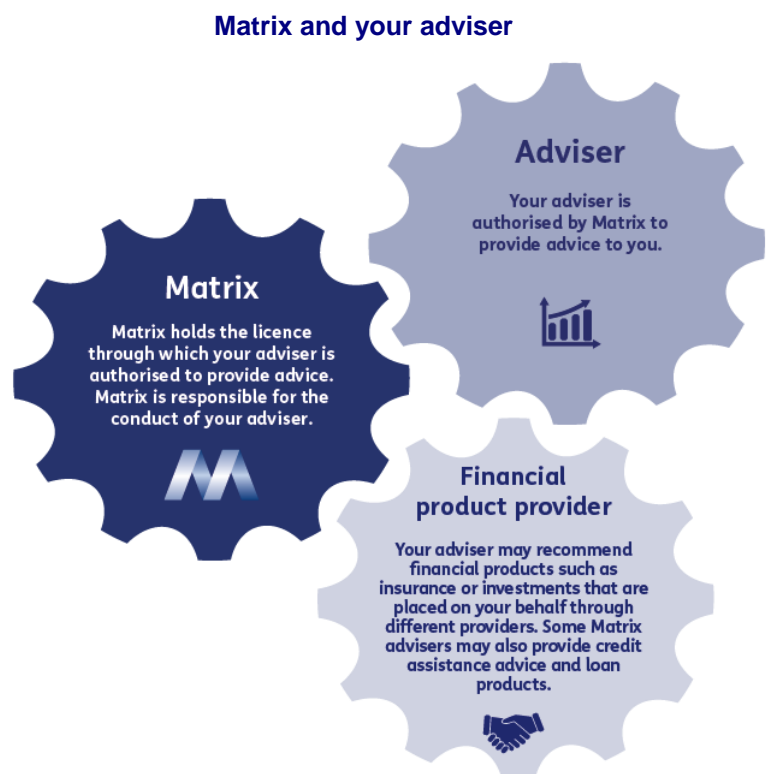 Matrix and your adviser
Adviser
Your adviser is
authorised by Matrix to
provide advice to you.
Matrix
Matrix holds the licence
through which your adviser is
authorised to provide advice.
Matrix is responsible for the
conduct of your adviser.
Financial
product provider
Your adviser may recommend
financial products such as
insurance or investments that are
placed on your behalf through
different providers. Some Matrix
advisers may also provide credit
assistance advice and loan
products.